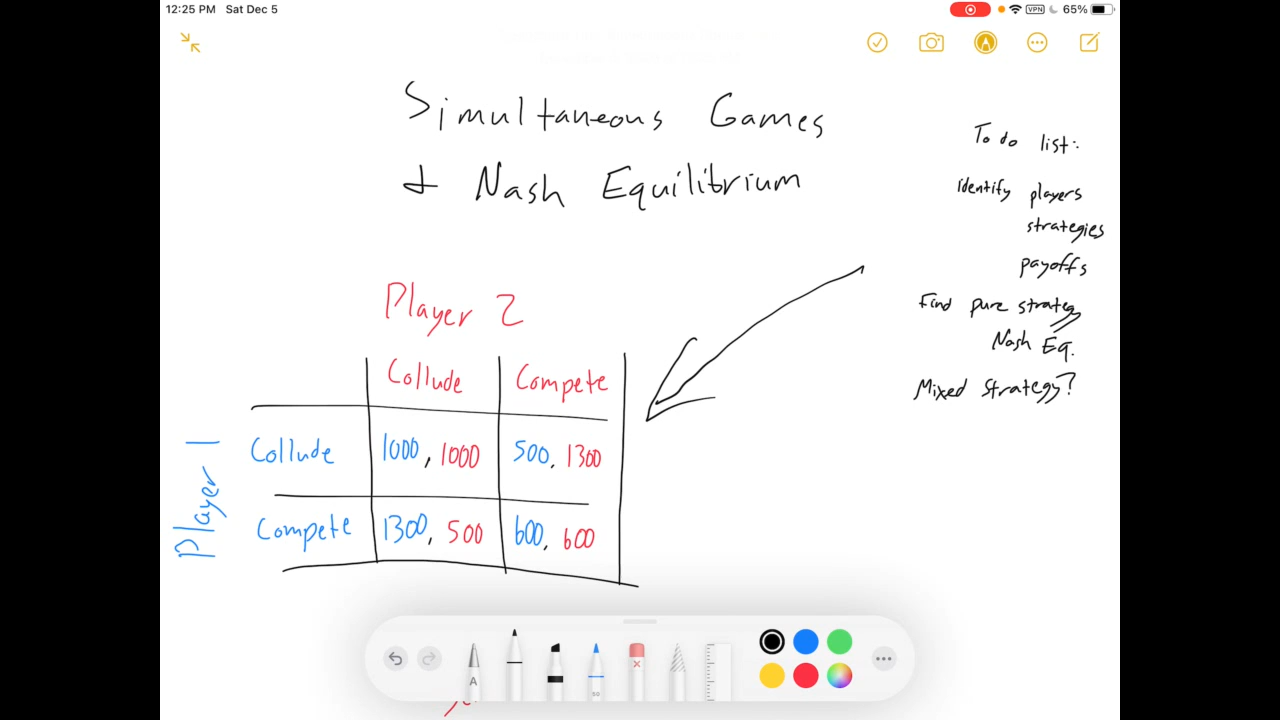 12:25 PM Sat Dec 5
VPN 65%
Simultaneous Games
+ Nash Equilibrium
To do list:
identify players
strategies
payoffs
Find pure strategy
Nash Eq.
Mixed Strategy?
Player 2
Collude Compete
Player 1
Collude 1000, 1000 500, 1300
Compete 1300, 500 600, 600
A